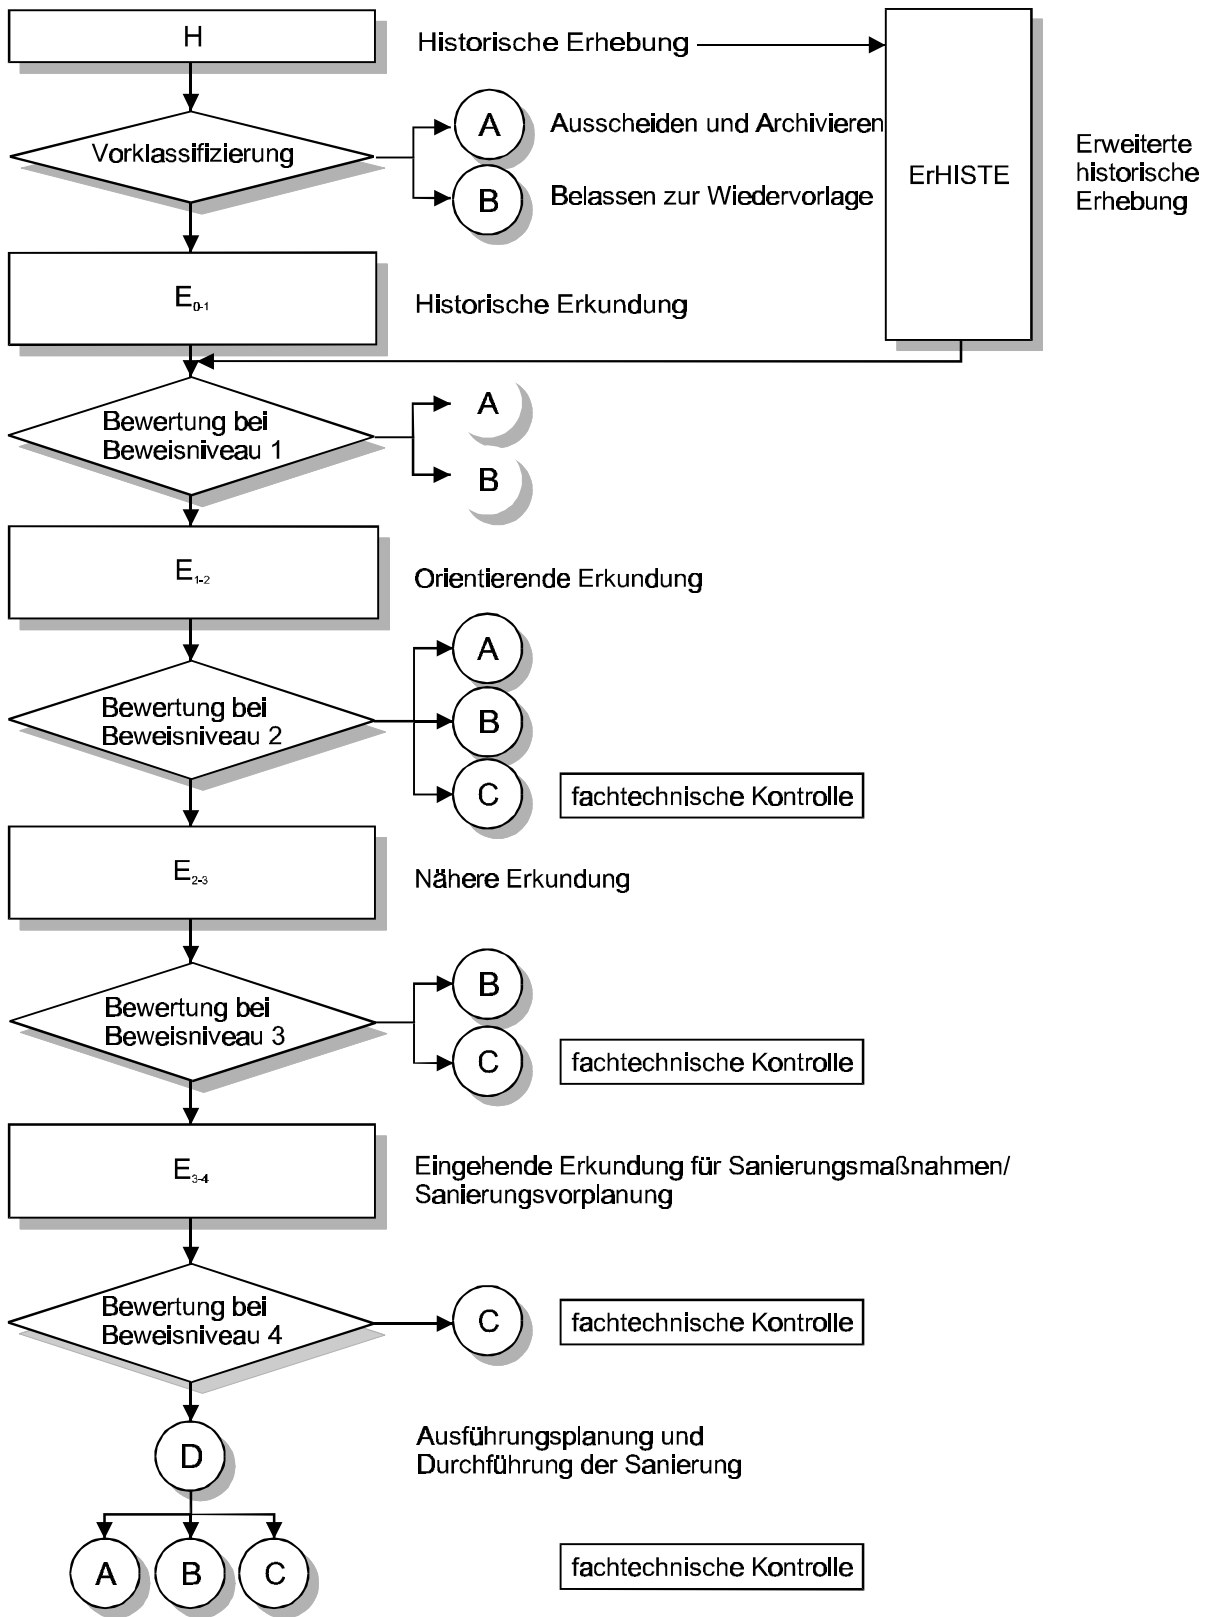 H
Historische Erhebung
Vorklassifizierung
A
Ausscheiden und Archivieren
B
Belassen zur Wiedervorlage
ErHISTE
Erweiterte
historische
Erhebung
E0-1
Historische Erkundung
Bewertung bei
Beweisniveau 1
A
B
E1-2
Orientierende Erkundung
Bewertung bei
Beweisniveau 2
A
B
C
fachtechnische Kontrolle
E2-3
Nähere Erkundung
Bewertung bei
Beweisniveau 3
B
C
fachtechnische Kontrolle
E3-4
Eingehende Erkundung für Sanierungsmaßnahmen/
Sanierungsvorplanung
Bewertung bei
Beweisniveau 4
C
fachtechnische Kontrolle
D
Ausführungsplanung und
Durchführung der Sanierung
A
B
C
fachtechnische Kontrolle